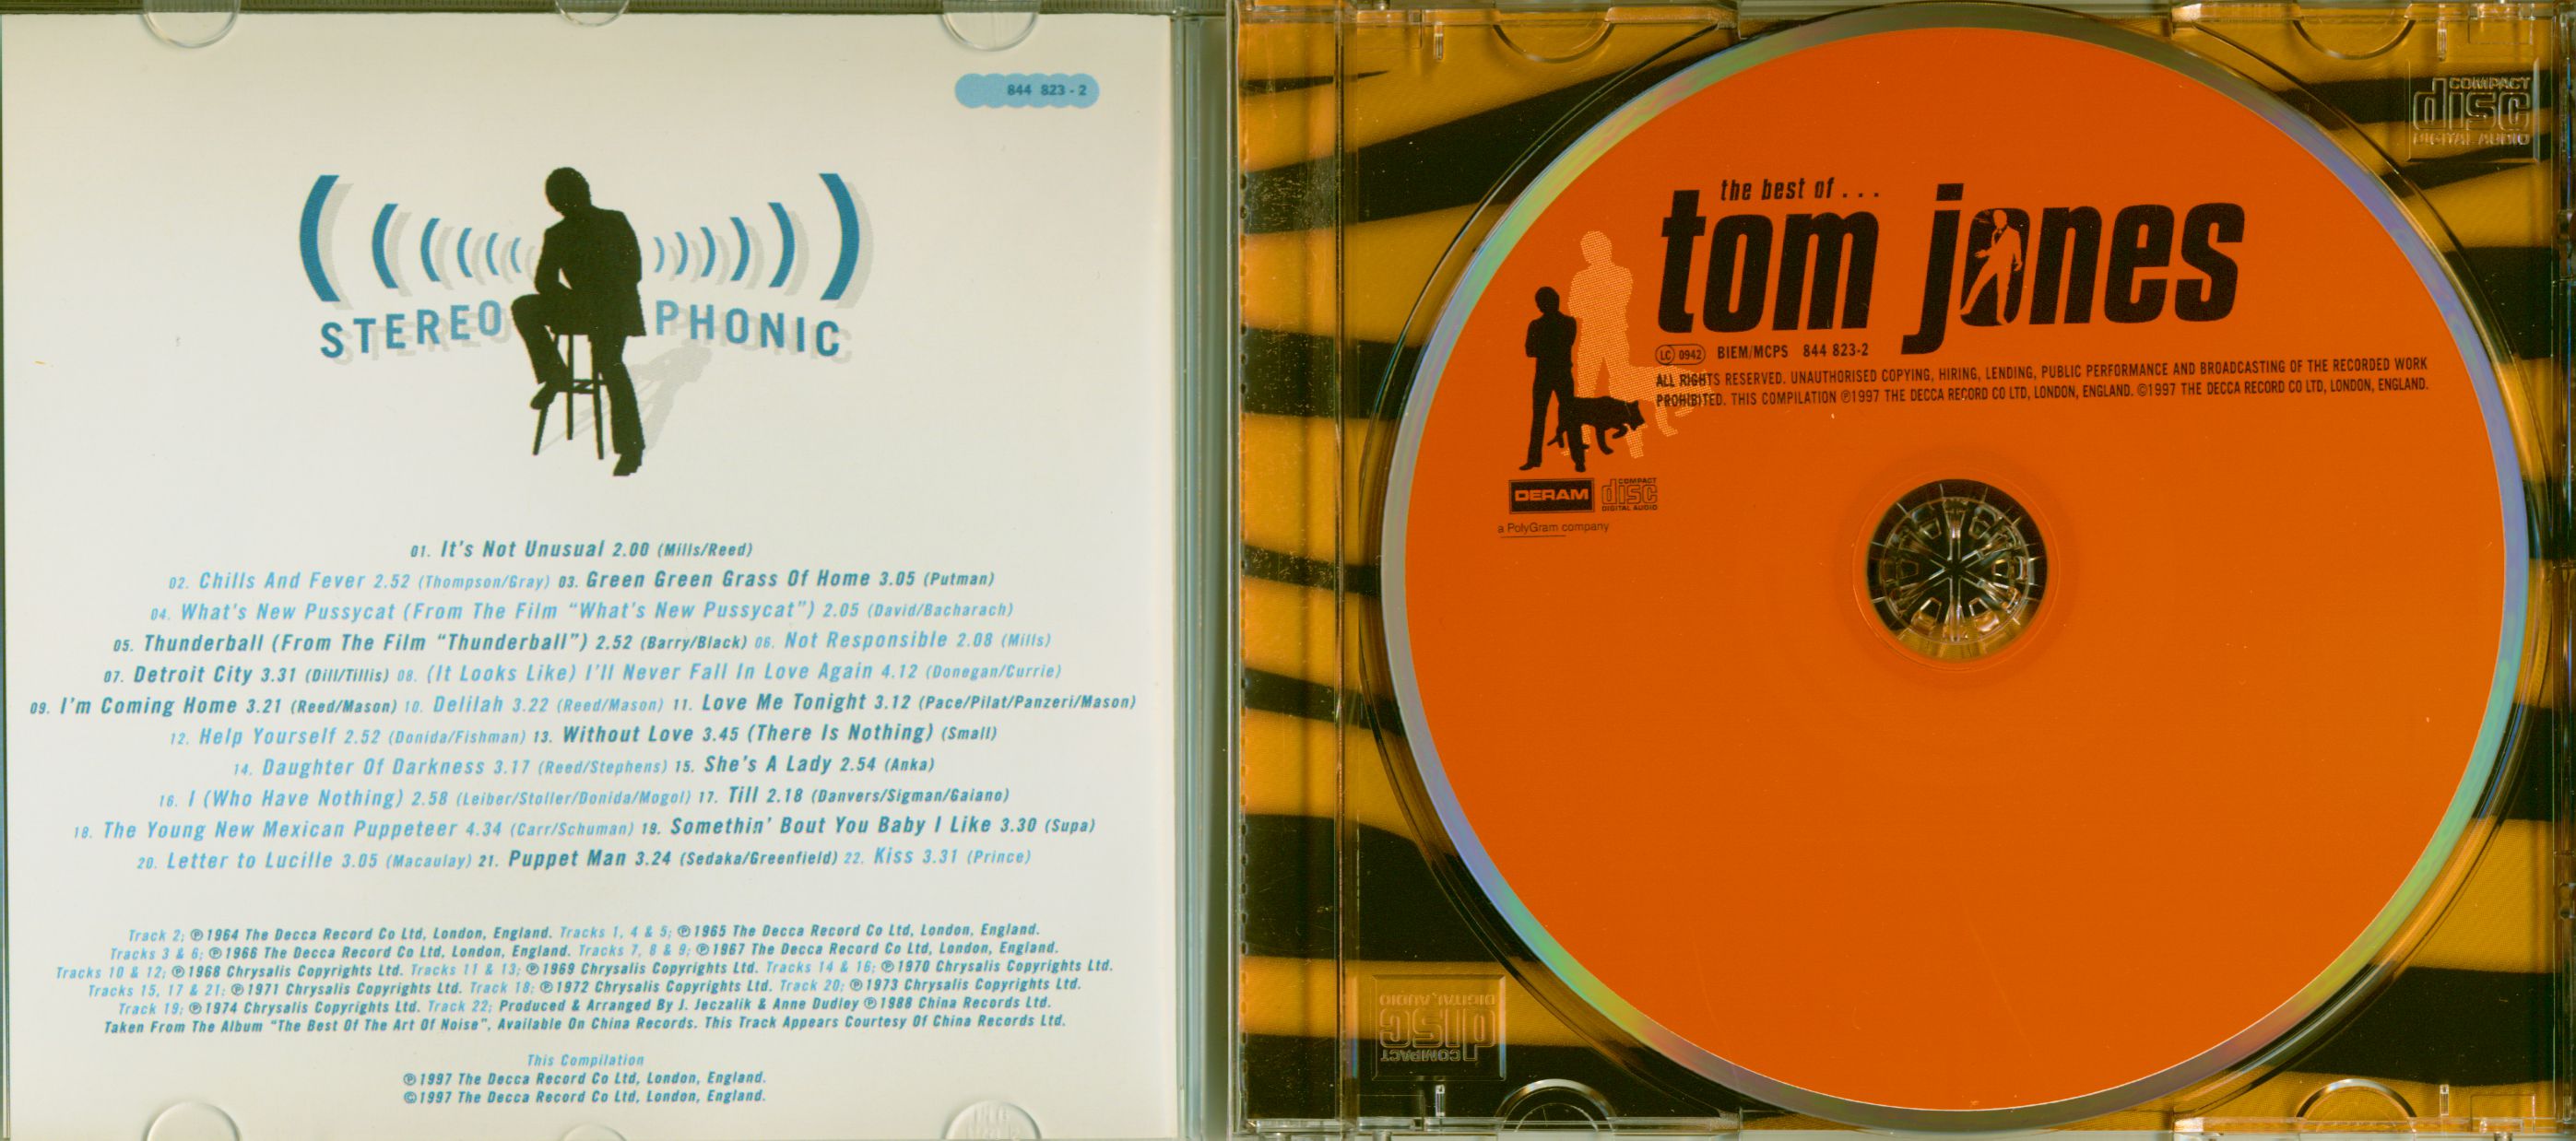 844 823 - 2
STEREO PHONIC
01. It's Not Unusual 2.00 (Mills/Reed)
02. Chills And Fever 2.52 (Thompson/Gray) 03. Green Green Grass Of Home 3.05 (Putman)
04. What's New Pussycat (From The Film “What's New Pussycat”) 2.05 (David/Bacharach)
05. Thunderball (From The Film “Thunderball”) 2.52 (Barry/Black) 06. Not Responsible 2.08 (Mills)
07. Detroit City 3.31 (Dill/Tillis) 08. (It Looks Like) I'll Never Fall In Love Again 4.12 (Donegan/Currie)
09. I'm Coming Home 3.21 (Reed/Mason) 10. Delilah 3.22 (Reed/Mason) 11. Love Me Tonight 3.12 (Pace/Pilat/Panzeri/Mason)
12. Help Yourself 2.52 (Donida/Fishman) 13. Without Love 3.45 (There Is Nothing) (Small)
14. Daughter Of Darkness 3.17 (Reed/Stephens) 15. She's A Lady 2.54 (Anka)
16. I (Who Have Nothing) 2.58 (Leiber/Stoller/Donida/Mogol) 17. Till 2.18 (Danvers/Sigman/Gaiano)
18. The Young New Mexican Puppeteer 4.34 (Carr/Schuman) 19. Somethin' Bout You Baby I Like 3.30 (Supa)
20. Letter to Lucille 3.05 (Macaulay) 21. Puppet Man 3.24 (Sedaka/Greenfield) 22. Kiss 3.31 (Prince)
Track 2; ℗1964 The Decca Record Co Ltd, London, England. Tracks 1, 4 & 5; ℗1965 The Decca Record Co Ltd, London, England.
Tracks 3 & 6; ℗1966 The Decca Record Co Ltd, London, England. Tracks 7, 8 & 9; ℗1967 The Decca Record Co Ltd, London, England.
Tracks 10 & 12; ℗1968 Chrysalis Copyrights Ltd. Tracks 11 & 13; ℗1969 Chrysalis Copyrights Ltd. Tracks 14 & 16; ℗1970 Chrysalis Copyrights Ltd.
Tracks 15, 17 & 21; ℗1971 Chrysalis Copyrights Ltd. Track 18; ℗1972 Chrysalis Copyrights Ltd. Track 20; ℗1973 Chrysalis Copyrights Ltd.
Track 19; ℗1974 Chrysalis Copyrights Ltd. Track 22; Produced & Arranged By J. Jeczalik & Anne Dudley ℗1988 China Records Ltd.
Taken From The Album “The Best Of The Art Of Noise”, Available On China Records. This Track Appears Courtesy Of China Records Ltd.
This Compilation
℗1997 The Decca Record Co Ltd, London, England.
©1997 The Decca Record Co Ltd, London, England.
the best of . . .
tom jones
LC 0942 BIEM/MCPS 844 823-2
ALL RIGHTS RESERVED. UNAUTHORISED COPYING, HIRING, LENDING, PUBLIC PERFORMANCE AND BROADCASTING OF THE RECORDED WORK
PROHIBITED. THIS COMPILATION ℗1997 THE DECCA RECORD CO LTD, LONDON, ENGLAND. ©1997 THE DECCA RECORD CO LTD, LONDON, ENGLAND.
DERAM
COMPACT
disc
DIGITAL AUDIO
a PolyGram company
COMPACT
disc
DIGITAL AUDIO
COMPACT
disc
DIGITAL AUDIO